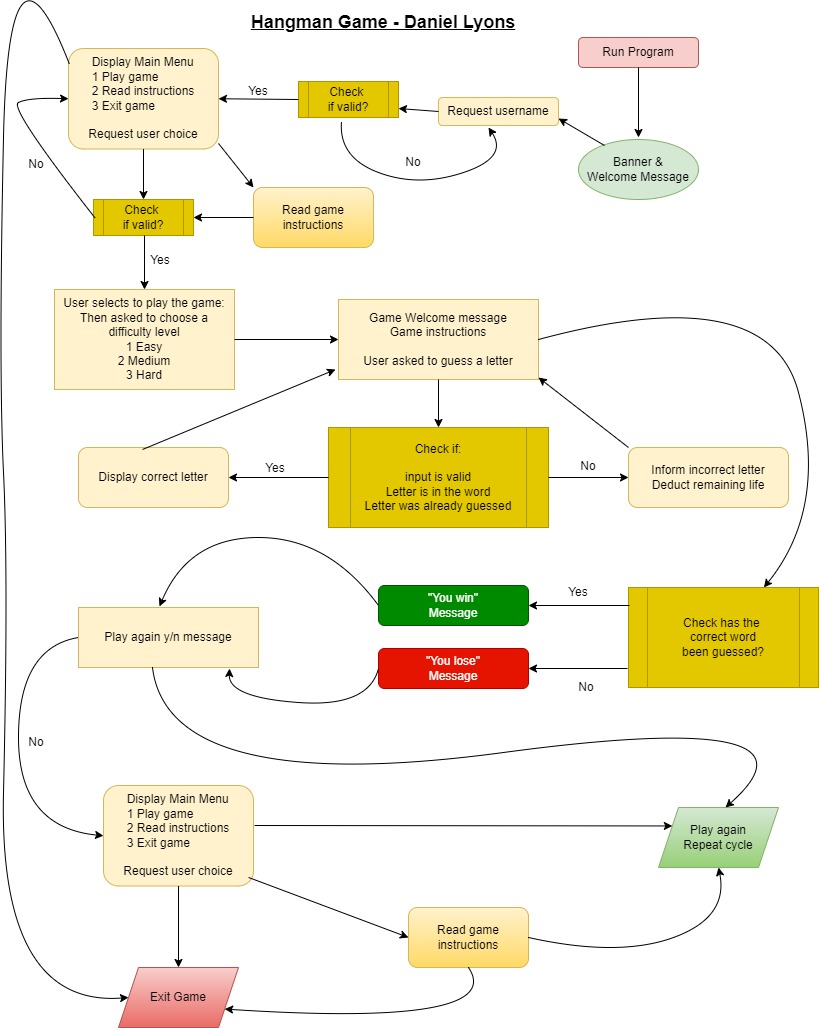 Hangman Game - Daniel Lyons
Run Program
Banner &
Welcome Message
Request username
Check
if valid?
Yes
No
Display Main Menu
1 Play game
2 Read instructions
3 Exit game
Request user choice
No
Read game
instructions
Check
if valid?
Yes
User selects to play the game:
Then asked to choose a
difficulty level
1 Easy
2 Medium
3 Hard
Game Welcome message
Game instructions
User asked to guess a letter
Check if:
input is valid
Letter is in the word
Letter was already guessed
Yes
Display correct letter
No
Inform incorrect letter
Deduct remaining life
Check has the
correct word
been guessed?
Yes
"You win"
Message
No
"You lose"
Message
Play again y/n message
No
Display Main Menu
1 Play game
2 Read instructions
3 Exit game
Request user choice
Play again
Repeat cycle
Read game
instructions
Exit Game